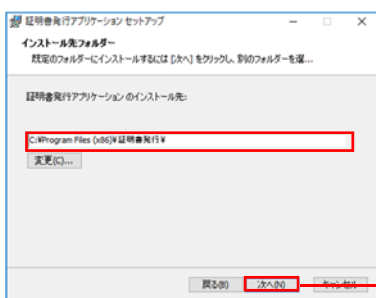 証明書発行アプリケーション セットアップ
インストール先フォルダー
既定のフォルダーにインストールするには [次へ] をクリックし、別のフォルダーを選...
証明書発行アプリケーション のインストール先:
C:¥Program Files (x86)¥証明書発行¥
変更(C)...
戻る(B)
次へ(N)
キャンセル